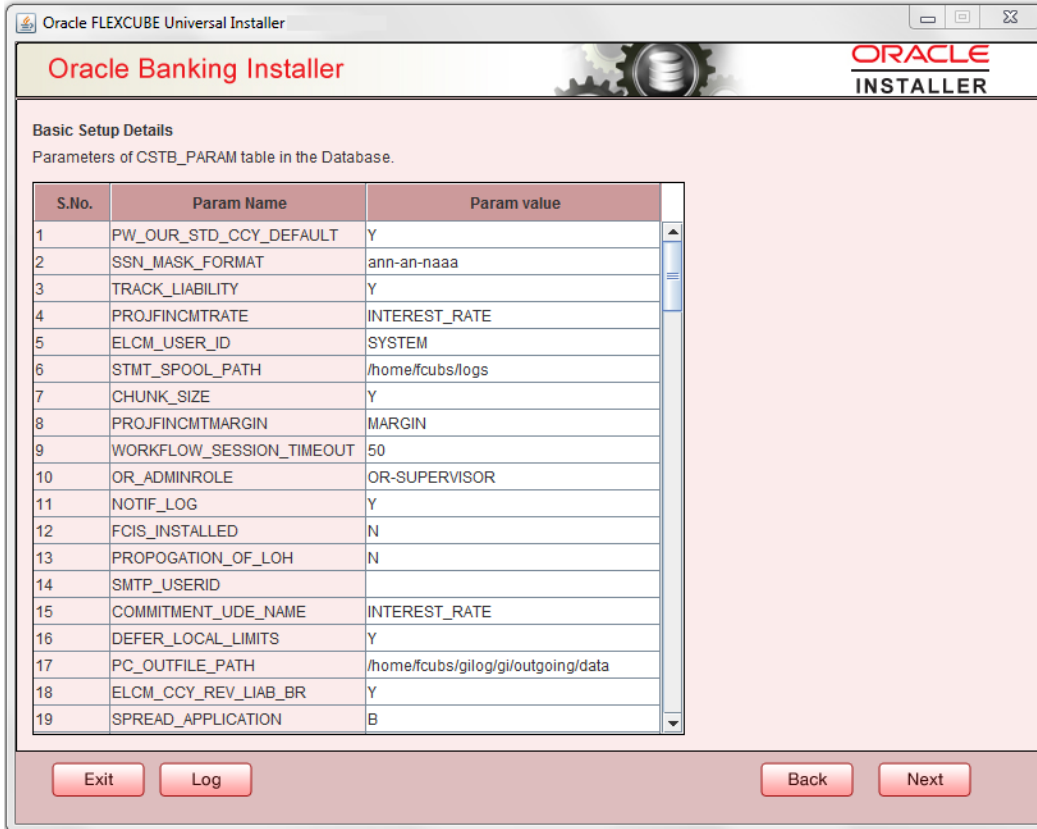 Oracle FLEXCUBE Universal Installer
Oracle Banking Installer
ORACLE
INSTALLER
Basic Setup Details
Parameters of CSTB_PARAM table in the Database.
S.No. Param Name Param value
1 PW_OUR_STD_CCY_DEFAULT Y
2 SSN_MASK_FORMAT ann-an-naaa
3 TRACK_LIABILITY Y
4 PROJFINCMTRATE INTEREST_RATE
5 ELCM_USER_ID SYSTEM
6 STMT_SPOOL_PATH /home/fcubs/logs
7 CHUNK_SIZE Y
8 PROJFINCMTMARGIN MARGIN
9 WORKFLOW_SESSION_TIMEOUT 50
10 OR_ADMINROLE OR-SUPERVISOR
11 NOTIF_LOG Y
12 FCIS_INSTALLED N
13 PROPOGATION_OF_LOH N
14 SMTP_USERID
15 COMMITMENT_UDE_NAME INTEREST_RATE
16 DEFER_LOCAL_LIMITS Y
17 PC_OUTFILE_PATH /home/fcubs/gilog/gi/outgoing/data
18 ELCM_CCY_REV_LIAB_BR Y
19 SPREAD_APPLICATION B
Exit Log Back Next